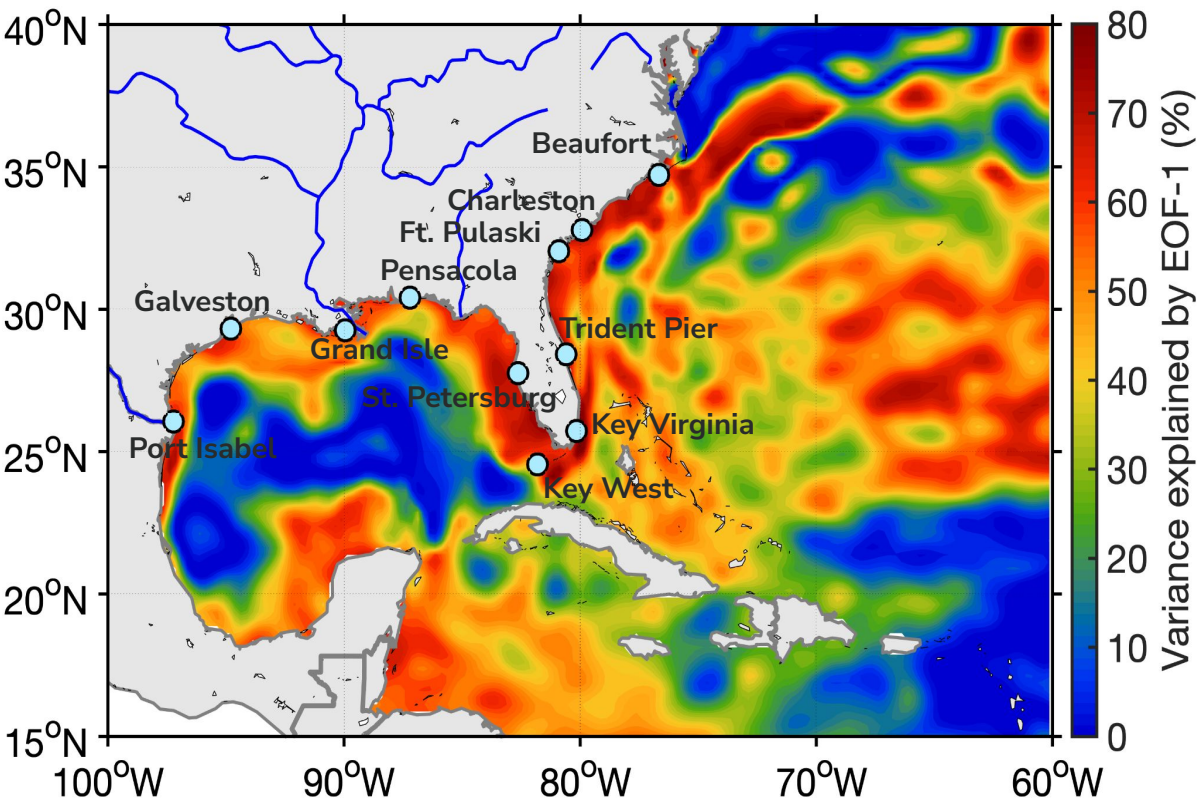 40°N
80
70
Beaufort
35°N
Charleston
60
Ft. Pulaski
Pensacola
50
Galveston
30°N
Trident Pier
Grand Isle
40
St. Petersburg
Key Virginia
Port Isabel
25°N
30
Key West
20
20°N
10
15°N
0
100°W
90°W
80°W
70°W
60°W
Variance explained by EOF-1 (%)